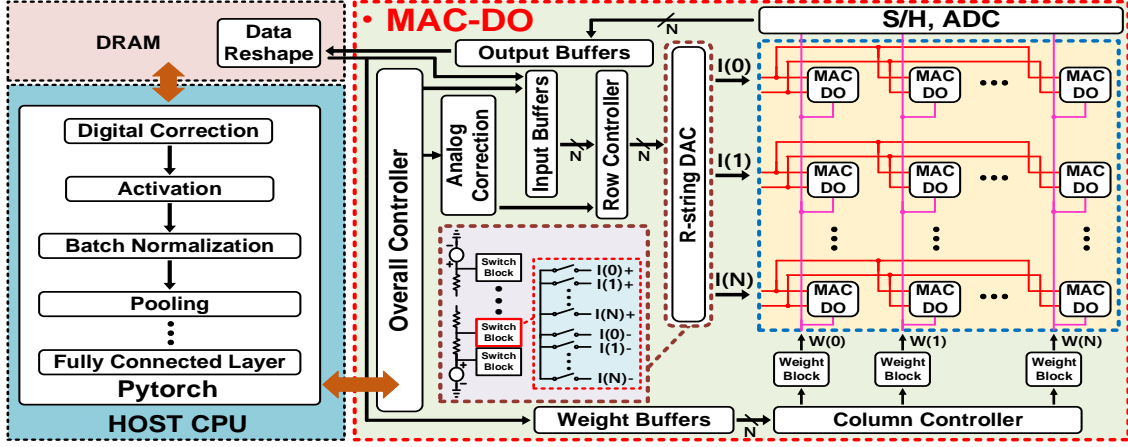 DRAM
Data
Reshape
Digital Correction
Activation
Batch Normalization
Pooling
Fully Connected Layer
Pytorch
HOST CPU
• MAC-DO
Output Buffers
N
S/H, ADC
Overall Controller
Analog
Correction
Input Buffers
N
Row Controller
N
R-string DAC
I(0)
I(1)
I(N)
MAC
DO
MAC
DO
MAC
DO
MAC
DO
MAC
DO
MAC
DO
MAC
DO
MAC
DO
MAC
DO
Switch
Block
Switch
Block
Switch
Block
I(0)+
I(1)+
I(N)+
I(0)-
I(1)-
I(N)-
+
+
W(0)
W(1)
W(N)
Weight
Block
Weight
Block
Weight
Block
Weight Buffers
N
Column Controller